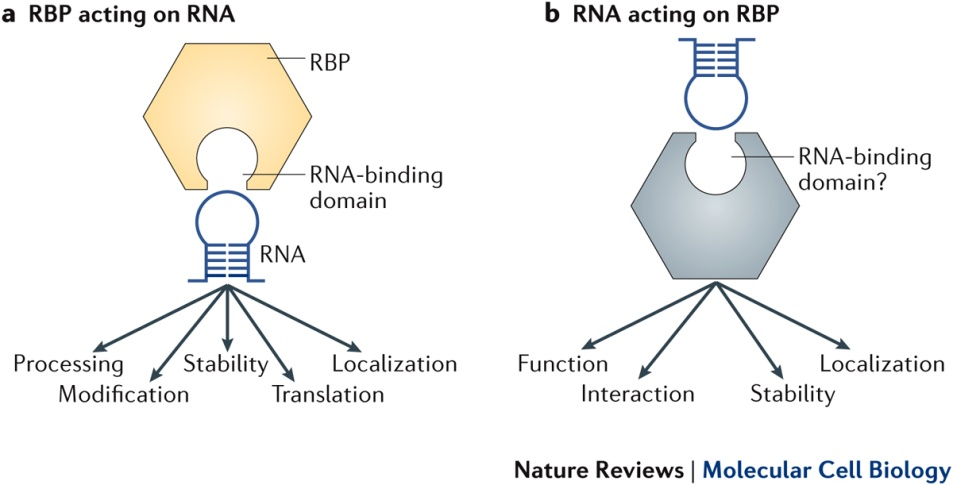 a RBP acting on RNA
RBP
RNA-binding
domain
RNA
Processing
Modification
Stability
Translation
Localization
b RNA acting on RBP
RNA-binding
domain?
Function
Interaction
Stability
Localization
Nature Reviews | Molecular Cell Biology